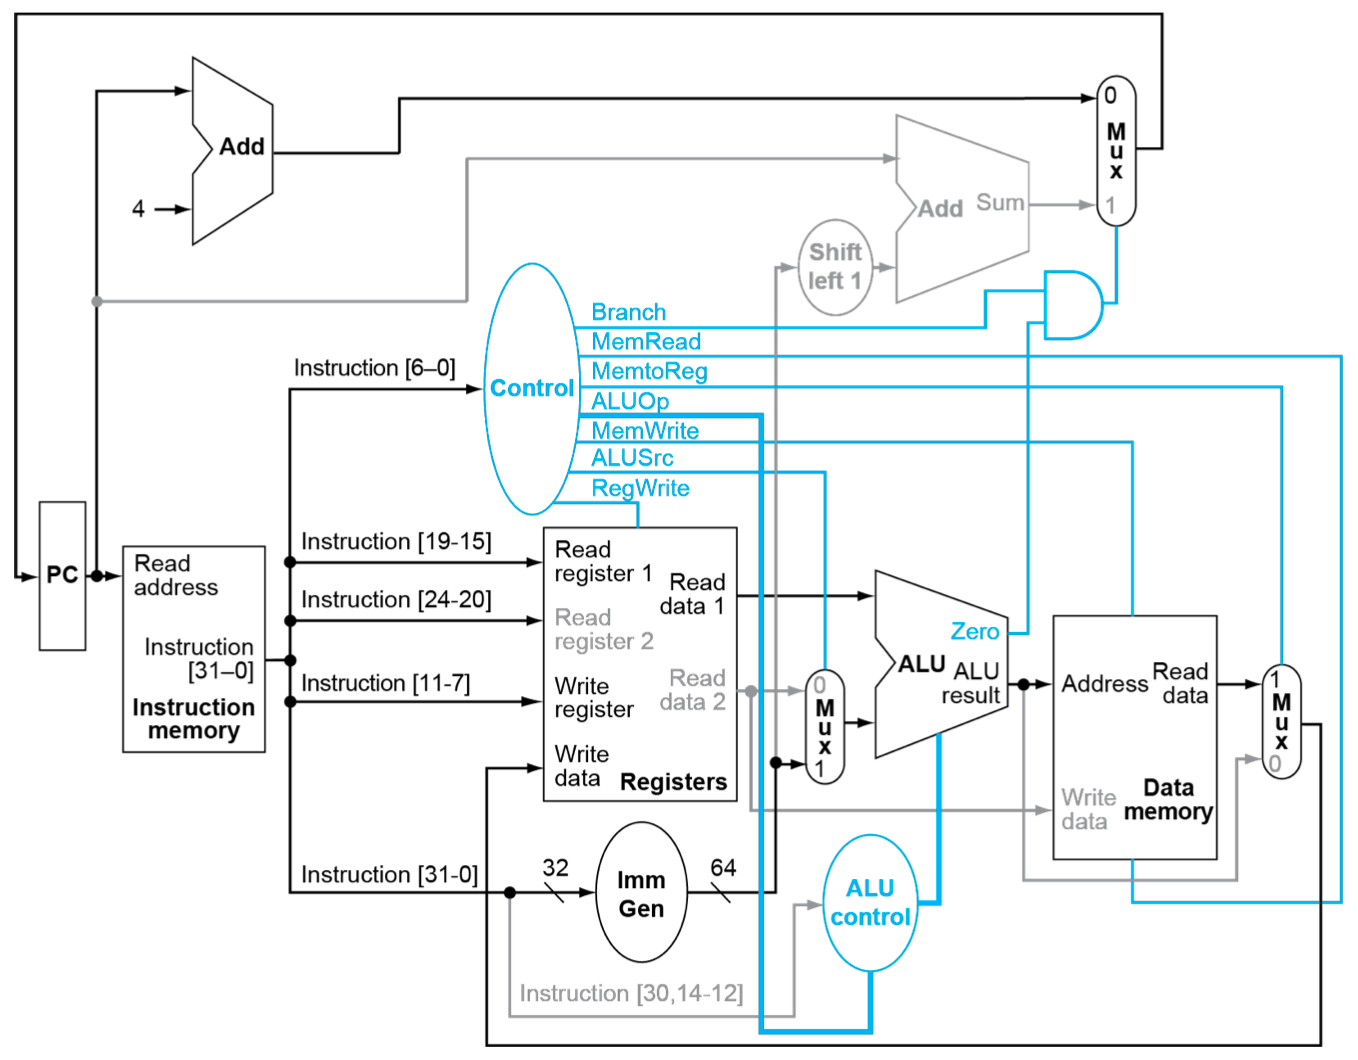 0
M
u
x
1
Add
4
Add Sum
Shift
left 1
Branch
MemRead
MemtoReg
ALUOp
MemWrite
ALUSrc
RegWrite
Instruction [6–0]
Control
PC
Read
address
Instruction
[31–0]
Instruction
memory
Instruction [19-15]
Instruction [24-20]
Instruction [11-7]
Instruction [31-0]
Read
register 1
Read
data 1
Read
register 2
Read
data 2
Write
register
Write
data
Registers
0
M
u
x
1
Zero
ALU
ALU
result
Address
Read
data
Write
data
Data
memory
1
M
u
x
0
32
Imm
Gen
64
ALU
control
Instruction [30,14-12]